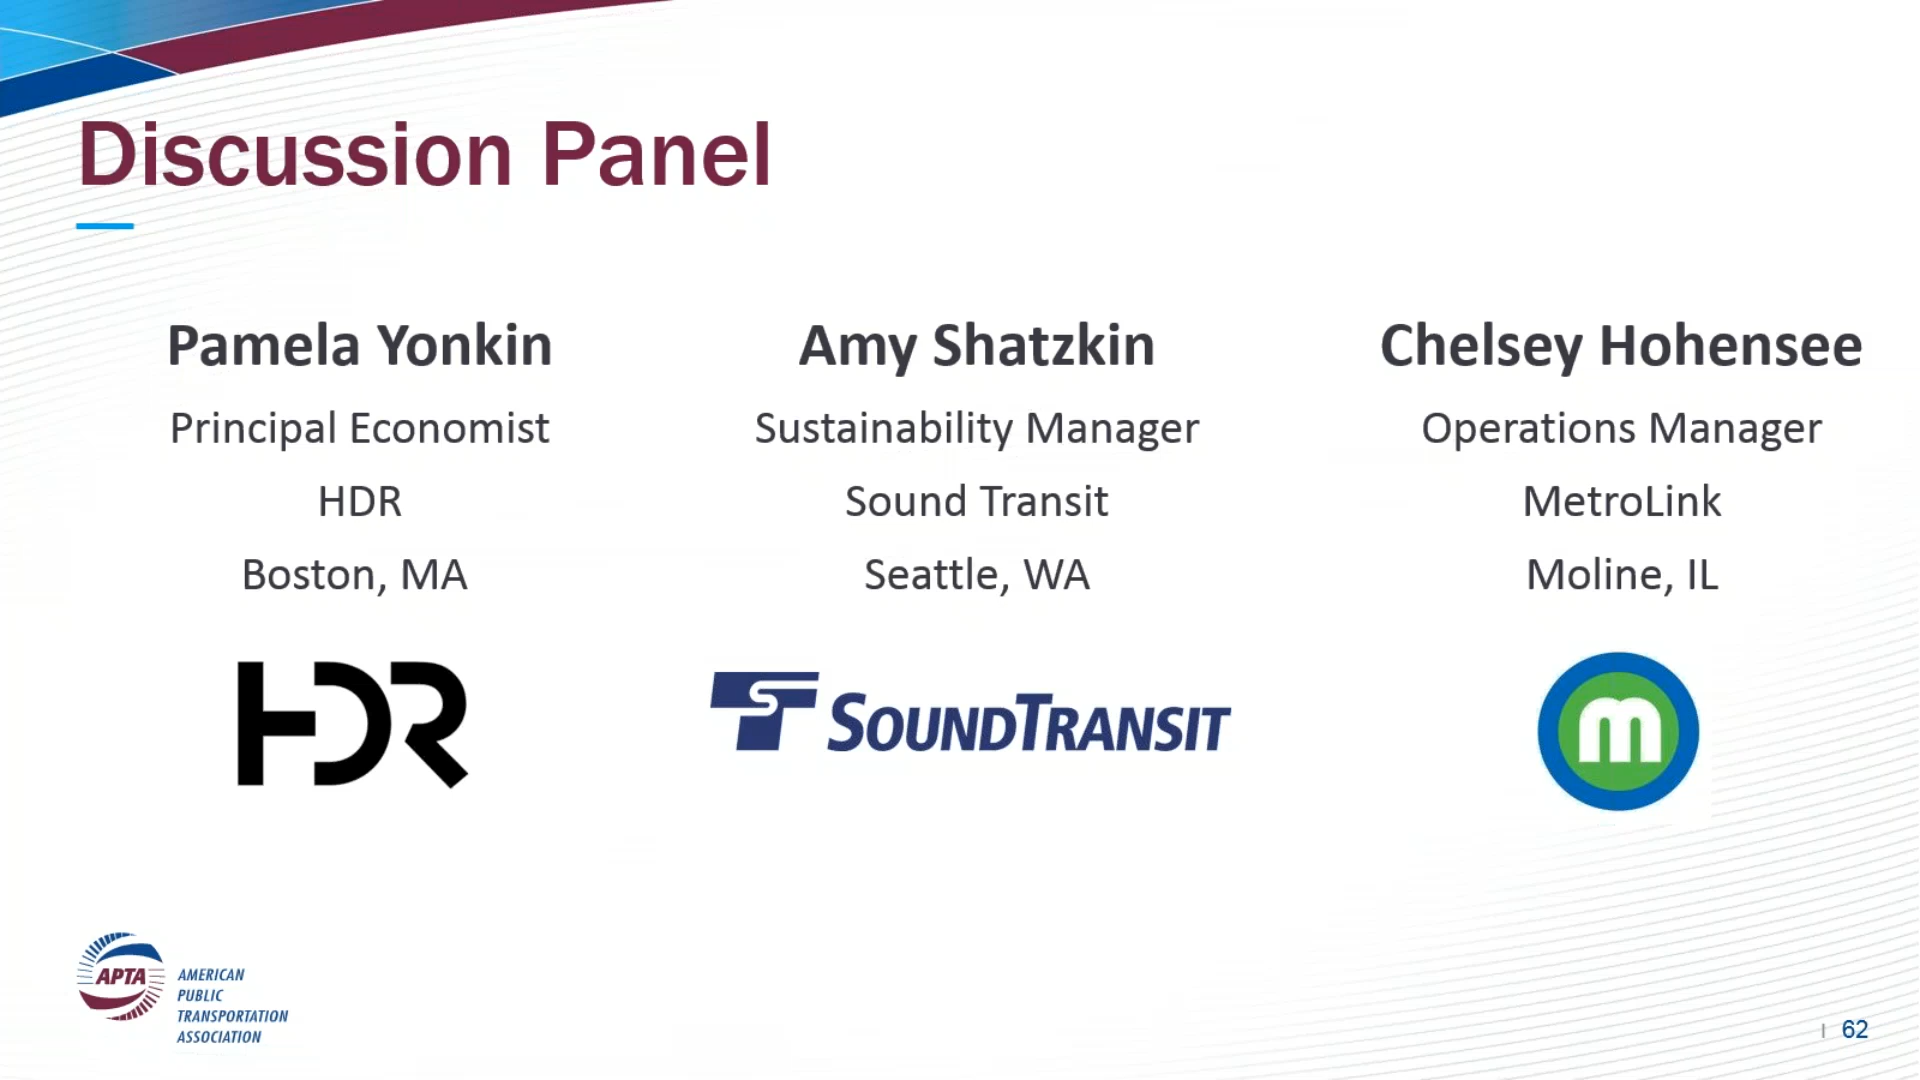 Discussion Panel
Pamela Yonkin
Principal Economist
HDR
Boston, MA
HDR
Amy Shatzkin
Sustainability Manager
Sound Transit
Seattle, WA
SOUNDTRANSIT
Chelsey Hohensee
Operations Manager
MetroLink
Moline, IL
m
APTA
AMERICAN
PUBLIC
TRANSPORTATION
ASSOCIATION
| 62